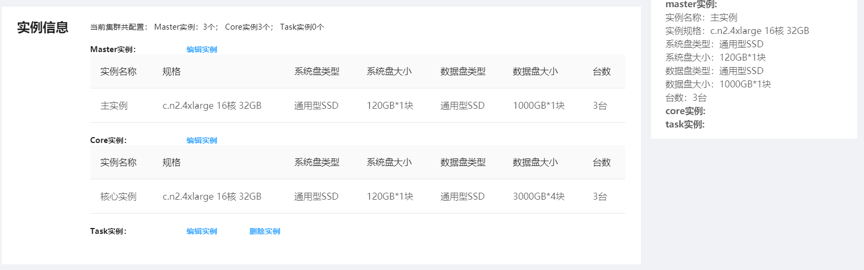 实例信息
当前集群共配置： Master实例：3个； Core实例3个； Task实例0个
Master实例： 编辑实例
实例名称 规格 系统盘类型 系统盘大小 数据盘类型 数据盘大小 台数
主实例 c.n2.4xlarge 16核 32GB 通用型SSD 120GB*1块 通用型SSD 1000GB*1块 3台
Core实例： 编辑实例
实例名称 规格 系统盘类型 系统盘大小 数据盘类型 数据盘大小 台数
核心实例 c.n2.4xlarge 16核 32GB 通用型SSD 120GB*1块 通用型SSD 3000GB*4块 3台
Task实例： 编辑实例 删除实例
master实例:
实例名称：主实例
实例规格：c.n2.4xlarge 16核 32GB
系统盘类型：通用型SSD
系统盘大小：120GB*1块
数据盘类型：通用型SSD
数据盘大小：1000GB*1块
台数：3台
core实例:
task实例: